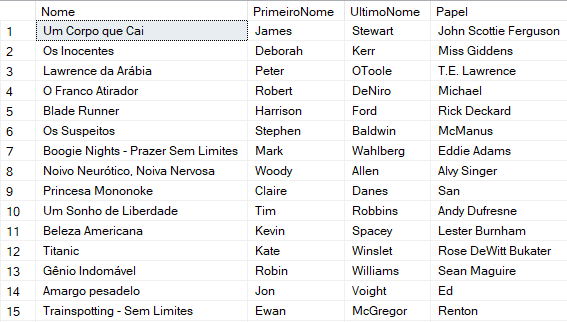 Nome PrimeiroNome UltimoNome Papel
1 Um Corpo que Cai James Stewart John Scottie Ferguson
2 Os Inocentes Deborah Kerr Miss Giddens
3 Lawrence da Arábia Peter OToole T.E. Lawrence
4 O Franco Atirador Robert DeNiro Michael
5 Blade Runner Harrison Ford Rick Deckard
6 Os Suspeitos Stephen Baldwin McManus
7 Boogie Nights - Prazer Sem Limites Mark Wahlberg Eddie Adams
8 Noivo Neurótico, Noiva Nervosa Woody Allen Alvy Singer
9 Princesa Mononoke Claire Danes San
10 Um Sonho de Liberdade Tim Robbins Andy Dufresne
11 Beleza Americana Kevin Spacey Lester Burnham
12 Titanic Kate Winslet Rose DeWitt Bukater
13 Gênio Indomável Robin Williams Sean Maguire
14 Amargo pesadelo Jon Voight Ed
15 Trainspotting - Sem Limites Ewan McGregor Renton